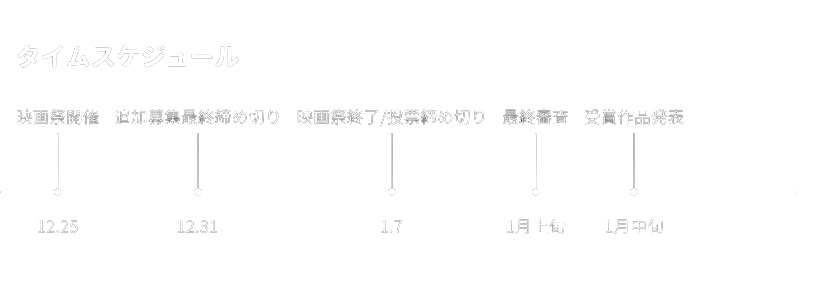 タイムスケジュール
映画祭開催 追加募集最終締め切り 映画祭終了/投票締め切り 最終審査 受賞作品発表
12.25 12.31 1.7 1月上旬 1月中旬